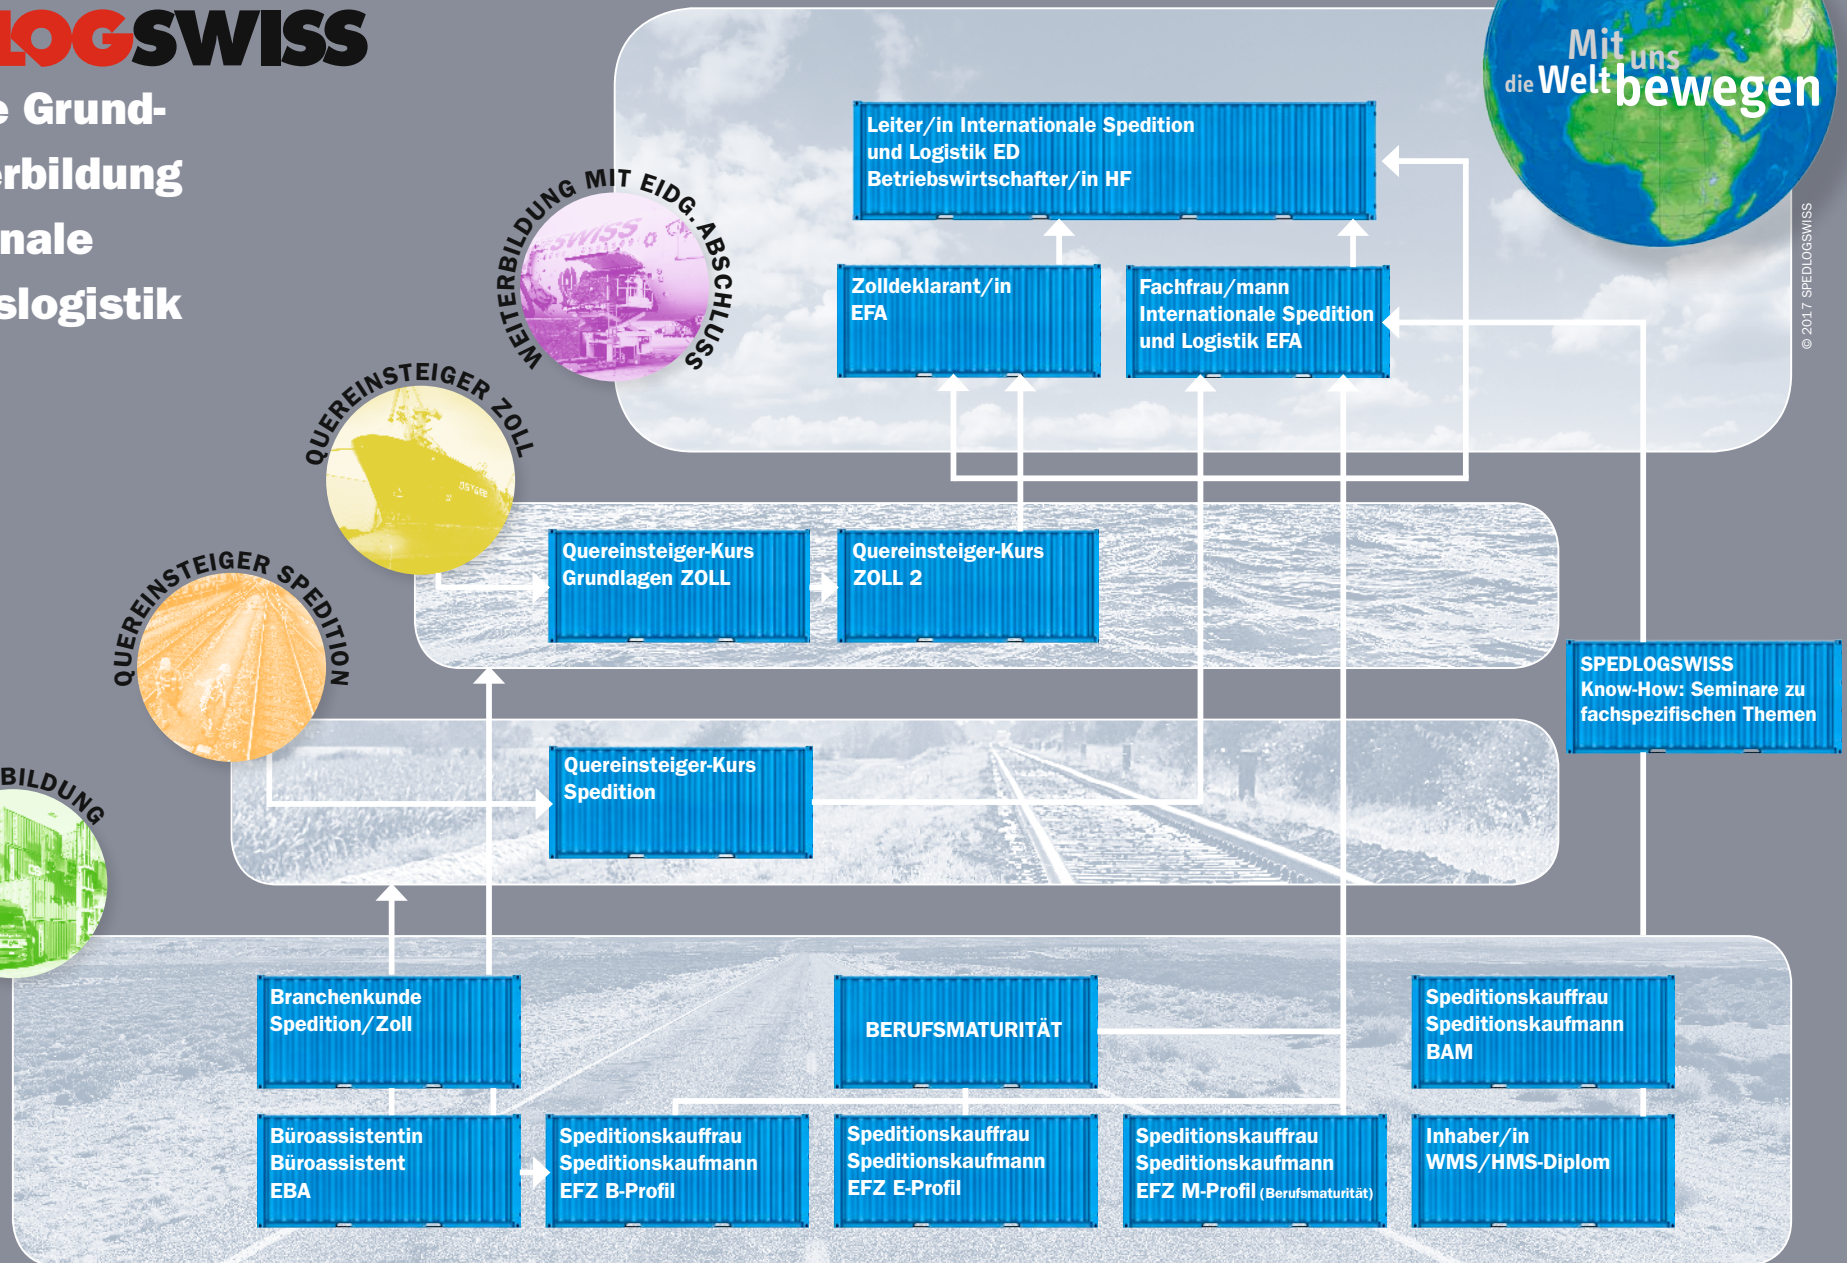 LOGSWISS
e Grund-
erbildung
nale
slogistik
Mit uns
die Welt bewegen
© 2017 SPEDLOGSWISS
Leiter/in Internationale Spedition
und Logistik ED
Betriebswirtschafter/in HF
WEITERBILDUNG MIT EIDG. ABSCHLUSS
SWISS
Zolldeklarant/in
EFA
Fachfrau/mann
Internationale Spedition
und Logistik EFA
QUEREINSTEIGER ZOLL
Quereinsteiger-Kurs
Grundlagen ZOLL
Quereinsteiger-Kurs
ZOLL 2
QUEREINSTEIGER SPEDITION
SPEDLOGSWISS
Know-How: Seminare zu
fachspezifischen Themen
Quereinsteiger-Kurs
Spedition
BILDUNG
Branchenkunde
Spedition/Zoll
BERUFSMATURITÄT
Speditionskauffrau
Speditionskaufmann
BAM
Büroassistentin
Büroassistent
EBA
Speditionskauffrau
Speditionskaufmann
EFZ B-Profil
Speditionskauffrau
Speditionskaufmann
EFZ E-Profil
Speditionskauffrau
Speditionskaufmann
EFZ M-Profil (Berufsmaturität)
Inhaber/in
WMS/HMS-Diplom